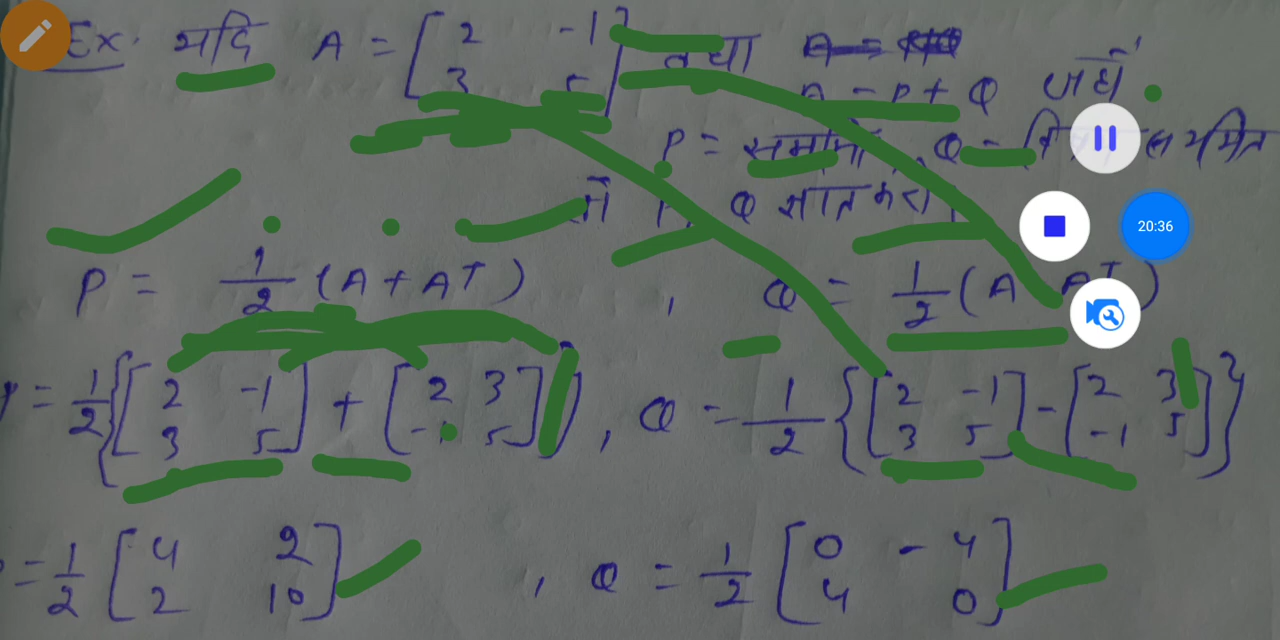 Ex. यदि A = [2 -1
3 5] तथा
A = P + Q जहाँ
P = सममित, Q =
P, Q ज्ञात करो।
20:36
P = 1/2 (A + AT), Q = 1/2 (A AT)
P = 1/2 {[2 -1] + [2 3]}, Q = 1/2 {[2 -1] - [2 3]}
[3 5] [-1 5] [3 5] [-1 5]
= 1/2 [4 2], Q = 1/2 [0 -4]
[2 10] [4 0]